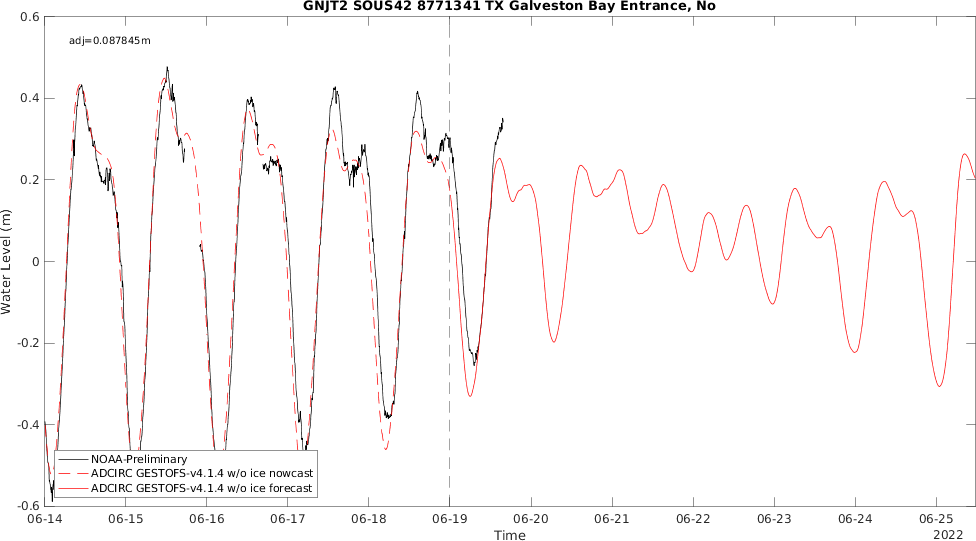 GNJT2 SOUS42 8771341 TX Galveston Bay Entrance, No
adj=0.087845m
0.6
0.4
0.2
0
-0.2
-0.4
-0.6
Water Level (m)
NOAA-Preliminary
ADCIRC GESTOFS-v4.1.4 w/o ice nowcast
ADCIRC GESTOFS-v4.1.4 w/o ice forecast
06-14 06-15 06-16 06-17 06-18 06-19 06-20 06-21 06-22 06-23 06-24 06-25
Time
2022